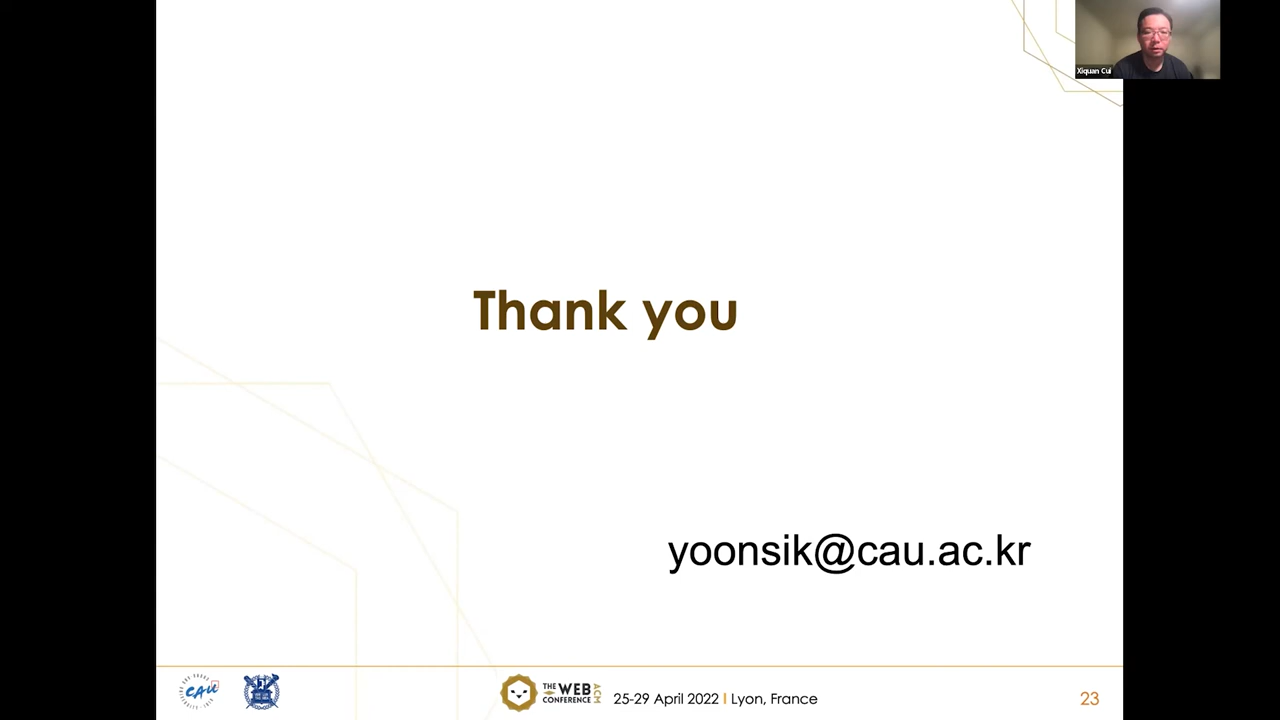 Xiquan Cui
Thank you
yoonsik@cau.ac.kr
CAU
THE WEB CONFERENCE ACM
25-29 April 2022 | Lyon, France
23